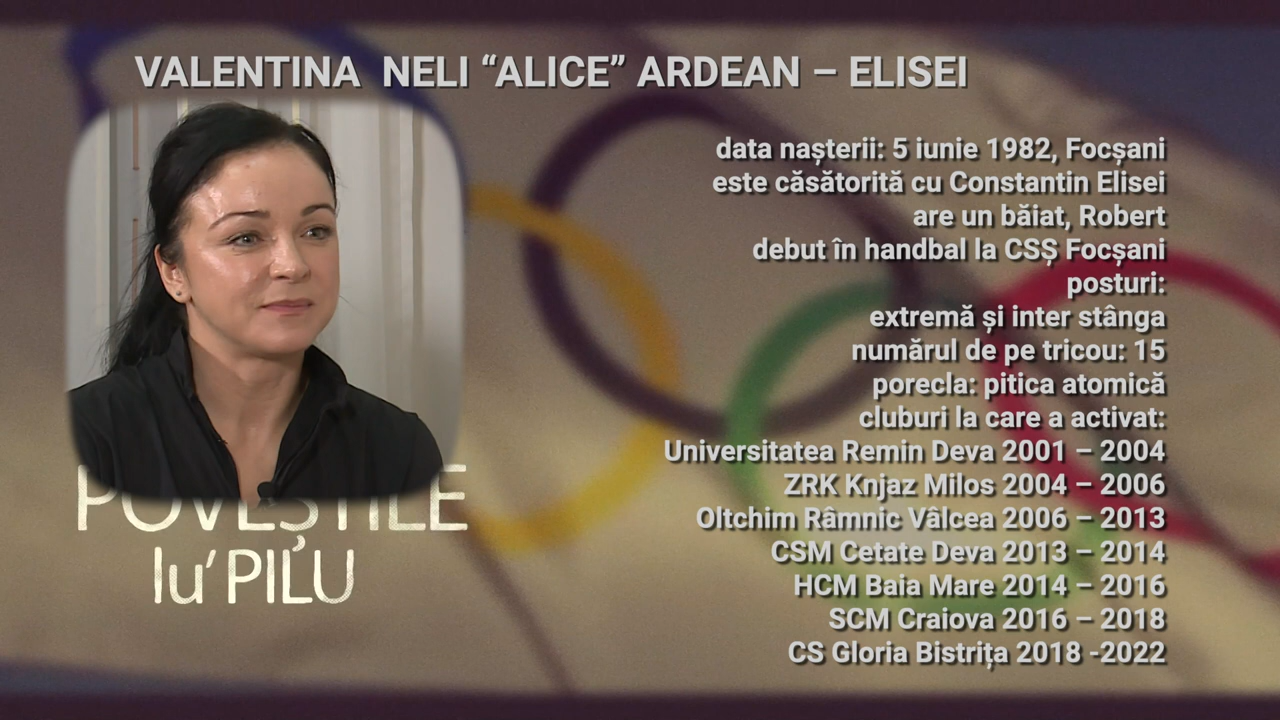 VALENTINA NELI “ALICE” ARDEAN – ELISEI
data nașterii: 5 iunie 1982, Focșani
este căsătorită cu Constantin Elisei
are un băiat, Robert
debut în handbal la CSȘ Focșani
posturi:
extremă și inter stânga
numărul de pe tricou: 15
porecla: pitica atomică
cluburi la care a activat:
Universitatea Remin Deva 2001 – 2004
ZRK Knjaz Milos 2004 – 2006
Oltchim Râmnic Vâlcea 2006 – 2013
CSM Cetate Deva 2013 – 2014
HCM Baia Mare 2014 – 2016
SCM Craiova 2016 – 2018
CS Gloria Bistrița 2018 -2022
POVEȘTILE
lu’ PILU